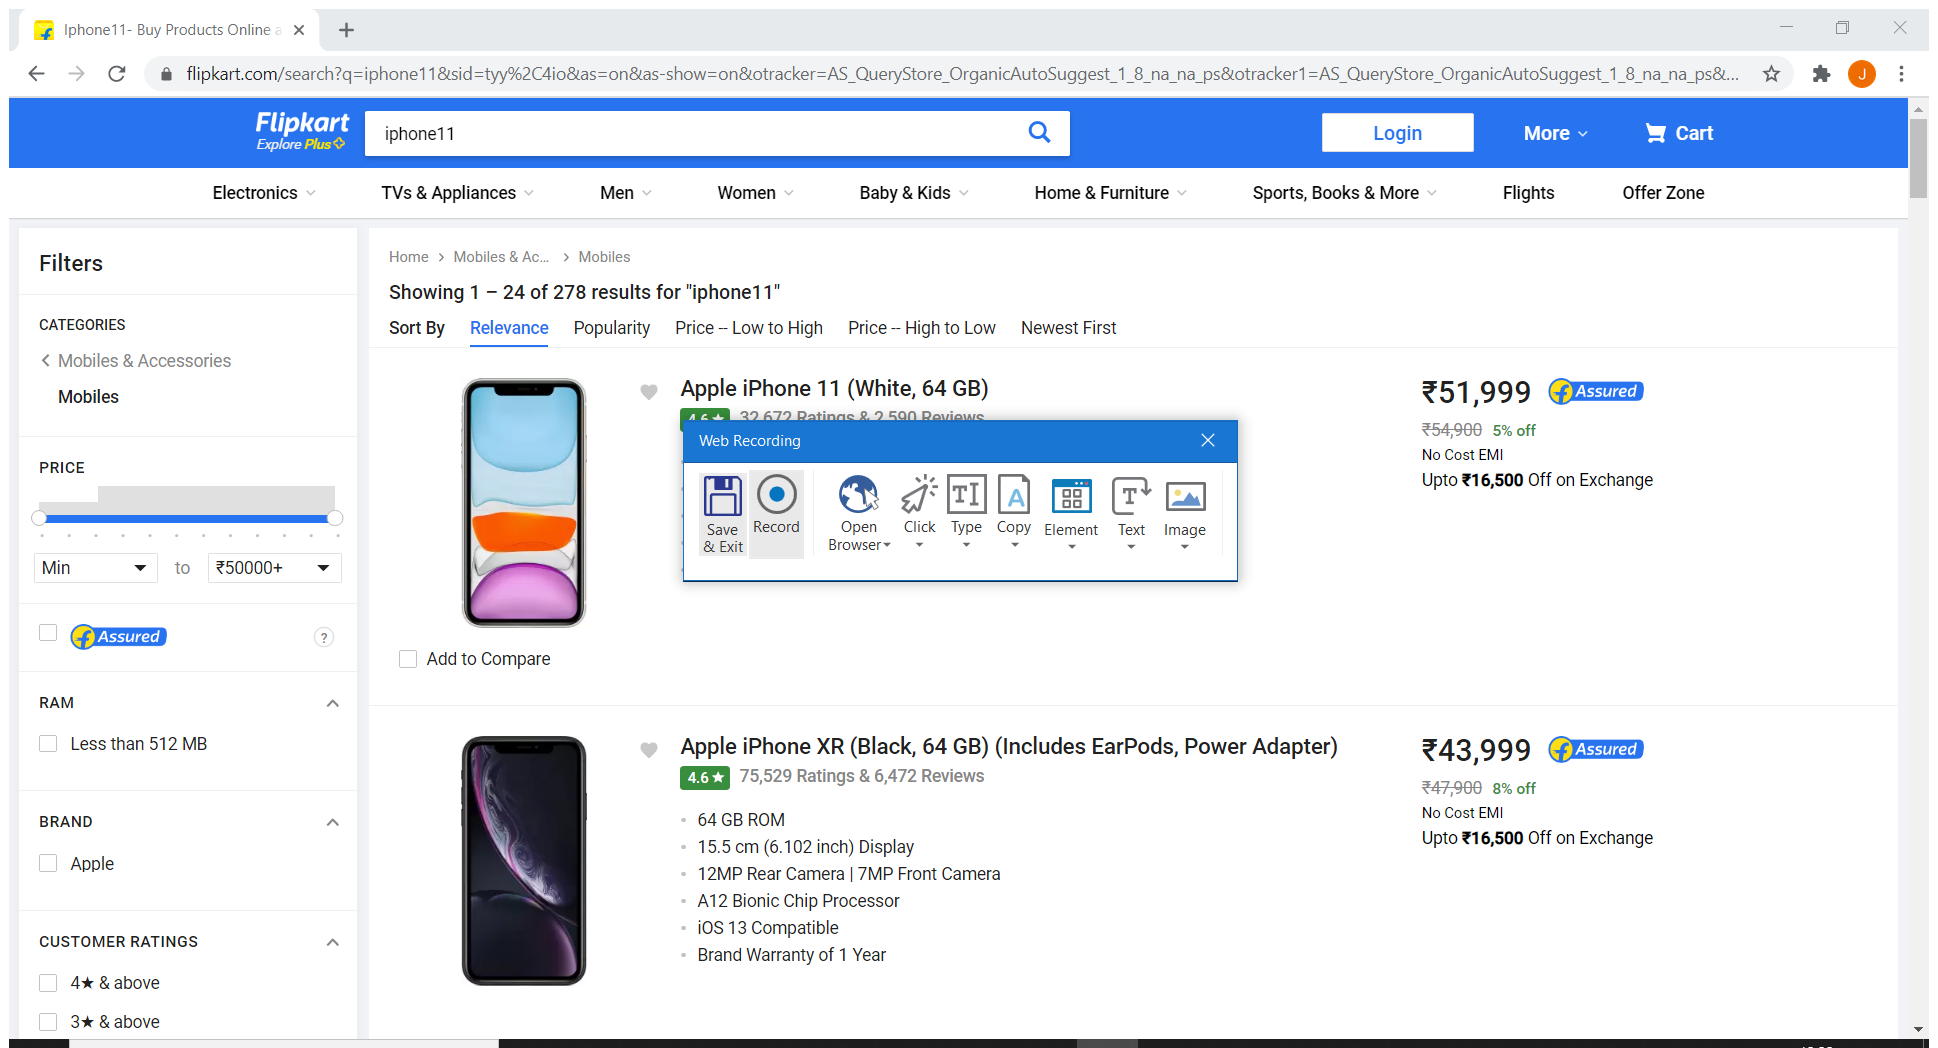 Iphone11- Buy Products Online a
flipkart.com/search?q=iphone11&sid=tyy%2C4io&as=on&as-show=on&otracker=AS_QueryStore_OrganicAutoSuggest_1_8_na_na_ps&otracker1=AS_QueryStore_OrganicAutoSuggest_1_8_na_na_ps&...
J
Flipkart
Explore Plus
iphone11
Login
More
Cart
Electronics
TVs & Appliances
Men
Women
Baby & Kids
Home & Furniture
Sports, Books & More
Flights
Offer Zone
Filters
CATEGORIES
Mobiles & Accessories
Mobiles
PRICE
Min
to
₹50000+
Assured
?
RAM
Less than 512 MB
BRAND
Apple
CUSTOMER RATINGS
4★ & above
3★ & above
Home > Mobiles & Ac... > Mobiles
Showing 1 – 24 of 278 results for "iphone11"
Sort By
Relevance
Popularity
Price -- Low to High
Price -- High to Low
Newest First
Apple iPhone 11 (White, 64 GB)
4.6★
32,672 Ratings & 2,590 Reviews
₹51,999
Assured
₹54,900 5% off
No Cost EMI
Upto ₹16,500 Off on Exchange
Add to Compare
Web Recording
Save
& Exit
Record
Open
Browser
Click
Type
Copy
Element
Text
Image
Apple iPhone XR (Black, 64 GB) (Includes EarPods, Power Adapter)
4.6★
75,529 Ratings & 6,472 Reviews
64 GB ROM
15.5 cm (6.102 inch) Display
12MP Rear Camera | 7MP Front Camera
A12 Bionic Chip Processor
iOS 13 Compatible
Brand Warranty of 1 Year
₹43,999
Assured
₹47,900 8% off
No Cost EMI
Upto ₹16,500 Off on Exchange